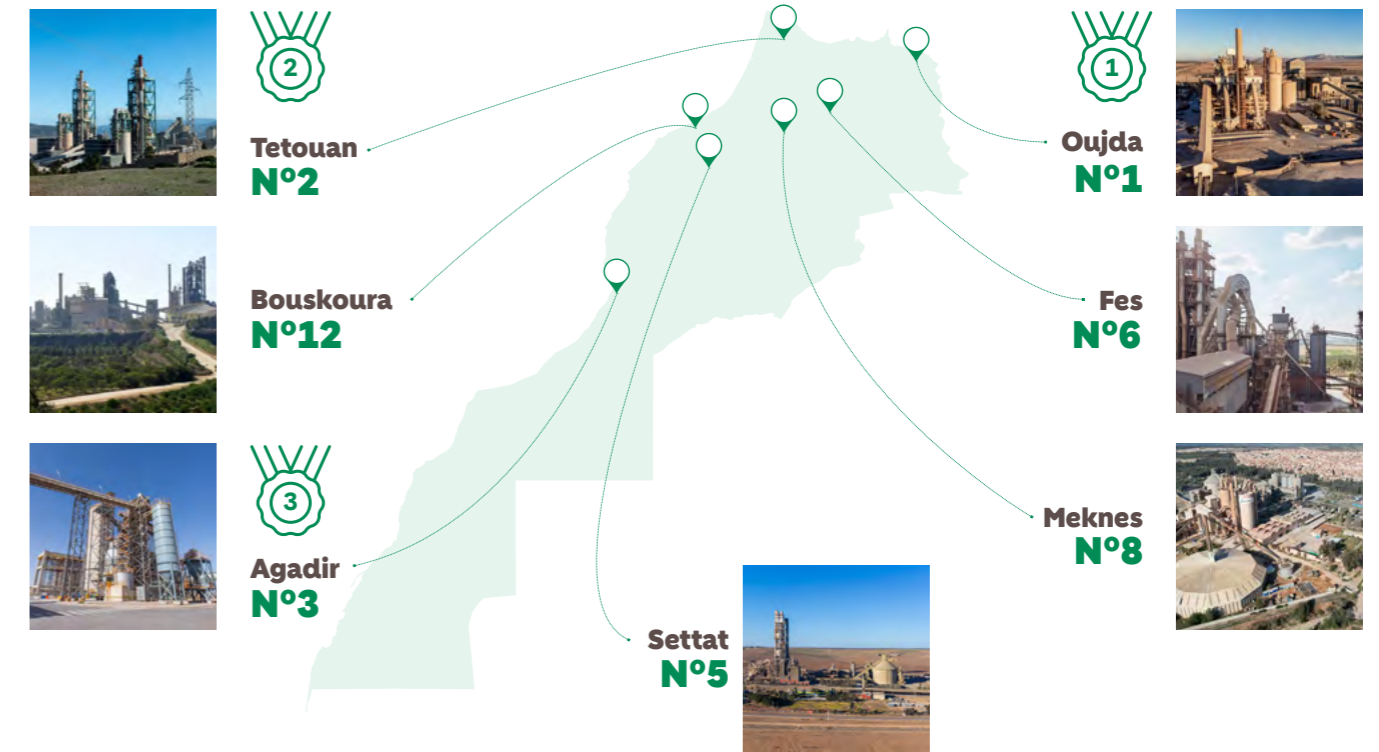 2
Tetouan
Nº2
Bouskoura
Nº12
3
Agadir
Nº3
Settat
Nº5
1
Oujda
Nº1
Fes
Nº6
Meknes
Nº8